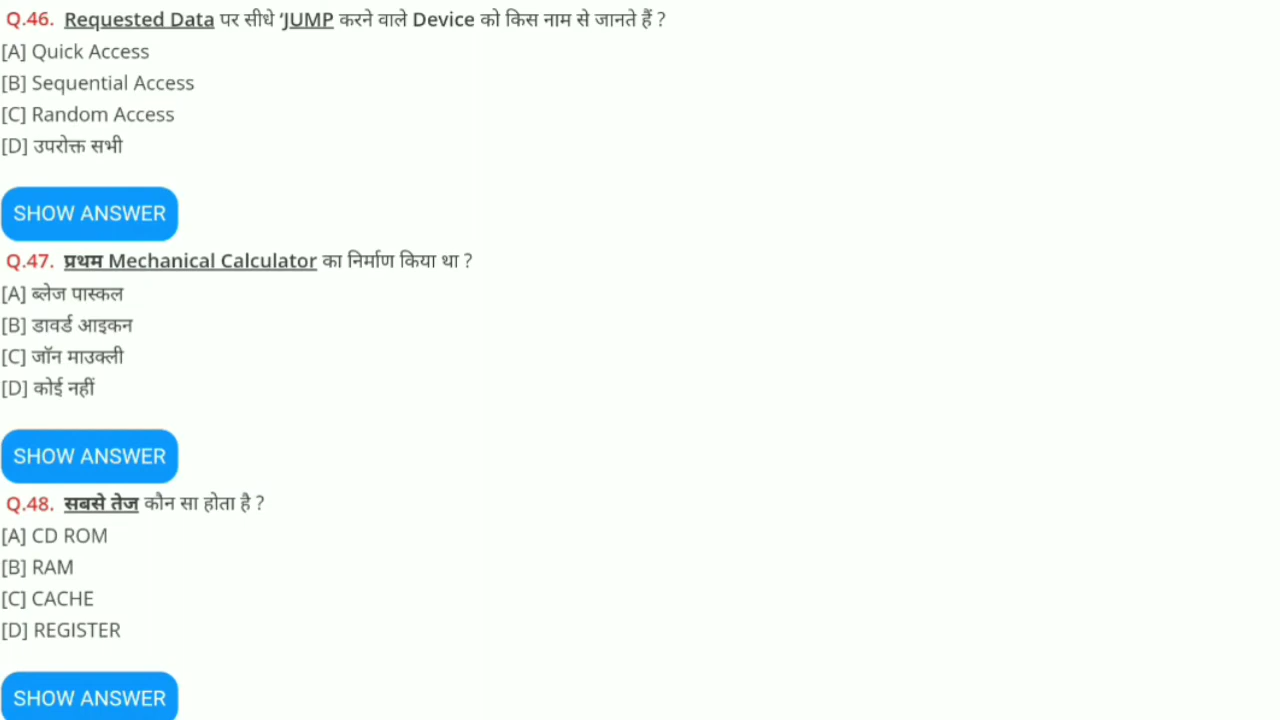 Q.46. Requested Data पर सीधे ‘JUMP करने वाले Device को किस नाम से जानते हैं ?
[A] Quick Access
[B] Sequential Access
[C] Random Access
[D] उपरोक्त सभी
SHOW ANSWER
Q.47. प्रथम Mechanical Calculator का निर्माण किया था ?
[A] ब्लेज पास्कल
[B] डावर्ड आइकन
[C] जॉन माउक्ली
[D] कोई नहीं
SHOW ANSWER
Q.48. सबसे तेज कौन सा होता है ?
[A] CD ROM
[B] RAM
[C] CACHE
[D] REGISTER
SHOW ANSWER